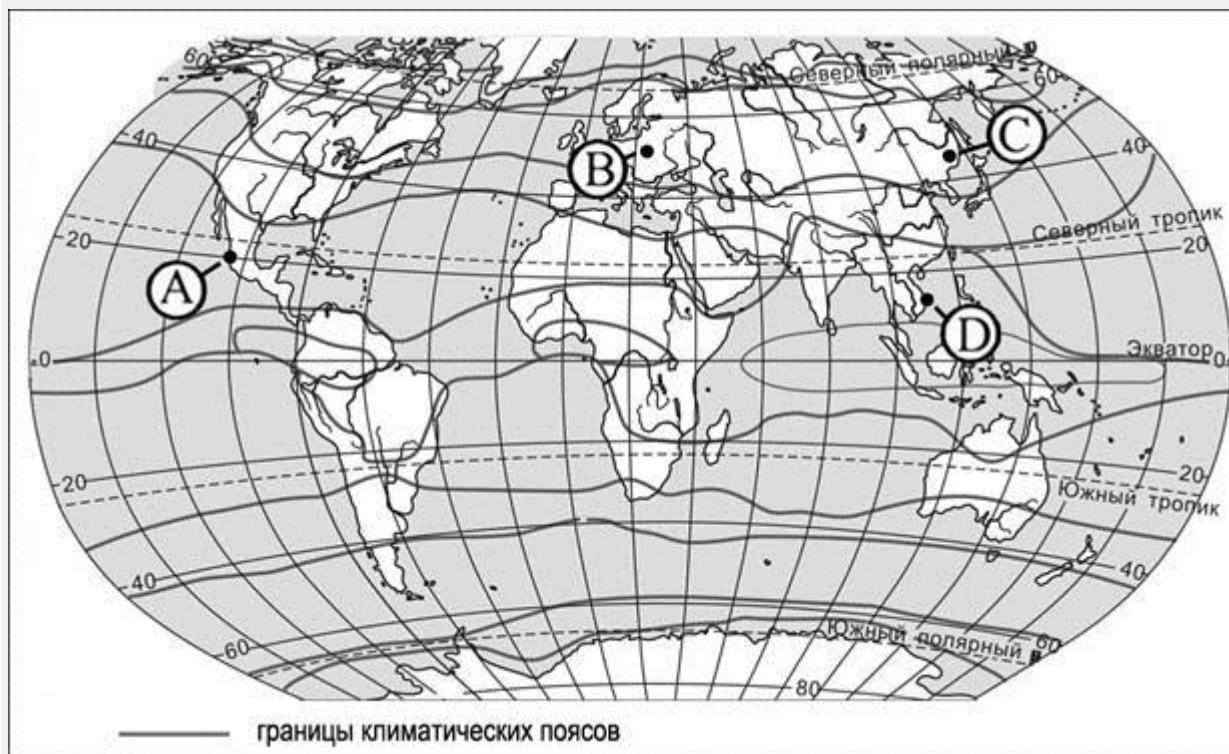 60
Северный полярный
60
C
40
B
40
Северный тропик
20
20
A
D
Экватор
0
0
20
20
Южный тропик
40
40
60
Южный полярный
60
80
границы климатических поясов